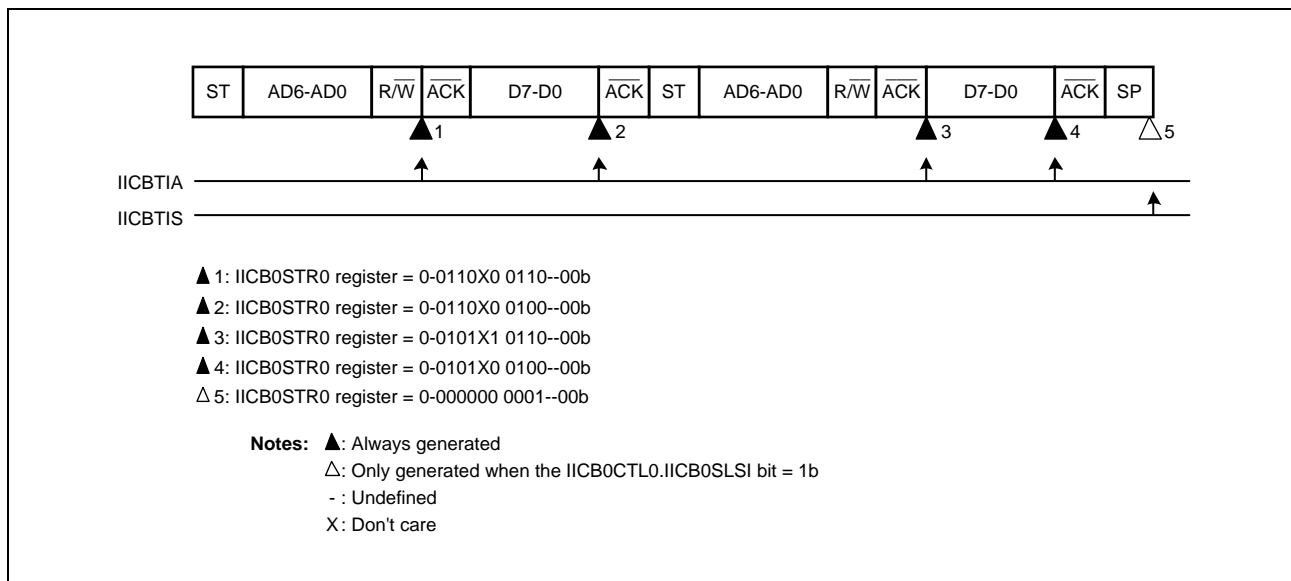 ST AD6-AD0 R/W ACK D7-D0 ACK ST AD6-AD0 R/W ACK D7-D0 ACK SP
▲1 ▲2 ▲3 ▲4 △5
IICBTIA
IICBTIS
▲1: IICB0STR0 register = 0-0110X0 0110--00b
▲2: IICB0STR0 register = 0-0110X0 0100--00b
▲3: IICB0STR0 register = 0-0101X1 0110--00b
▲4: IICB0STR0 register = 0-0101X0 0100--00b
△5: IICB0STR0 register = 0-000000 0001--00b
Notes: ▲: Always generated
△: Only generated when the IICB0CTL0.IICB0SLSI bit = 1b
- : Undefined
X: Don't care